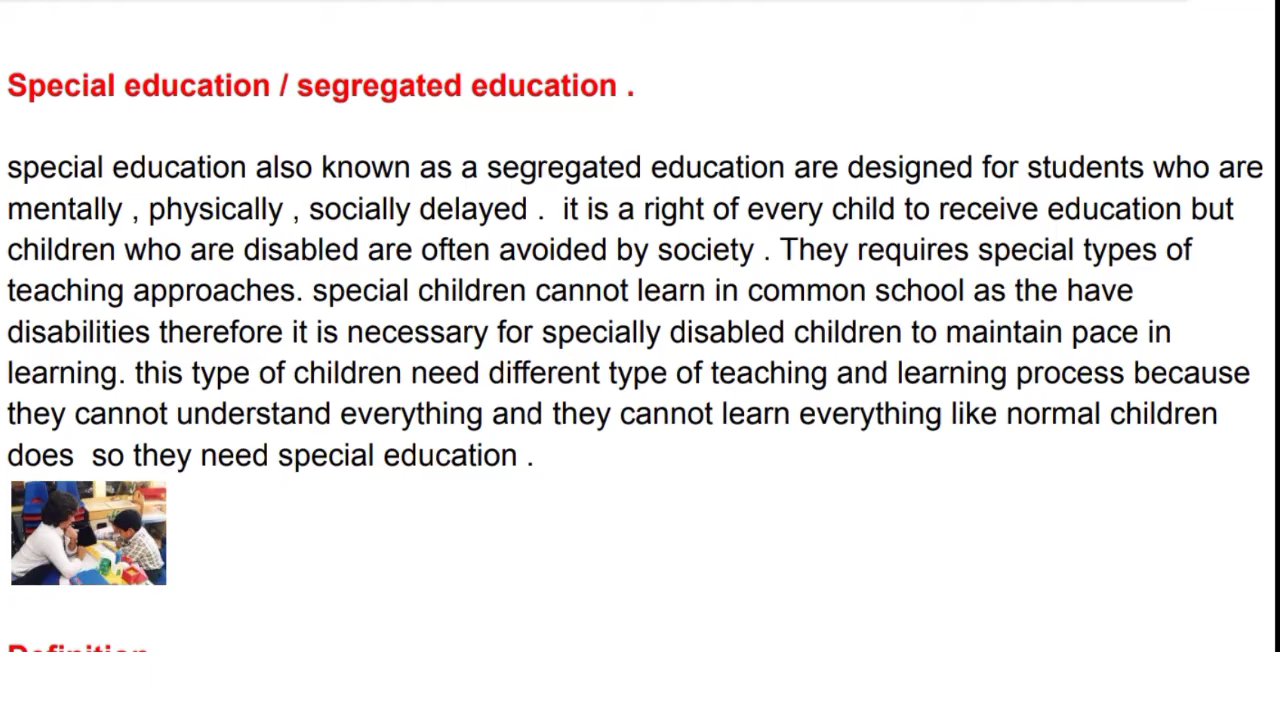 Special education / segregated education .
special education also known as a segregated education are designed for students who are
mentally , physically , socially delayed .  it is a right of every child to receive education but
children who are disabled are often avoided by society . They requires special types of
teaching approaches. special children cannot learn in common school as the have
disabilities therefore it is necessary for specially disabled children to maintain pace in
learning. this type of children need different type of teaching and learning process because
they cannot understand everything and they cannot learn everything like normal children
does  so they need special education .
Definition